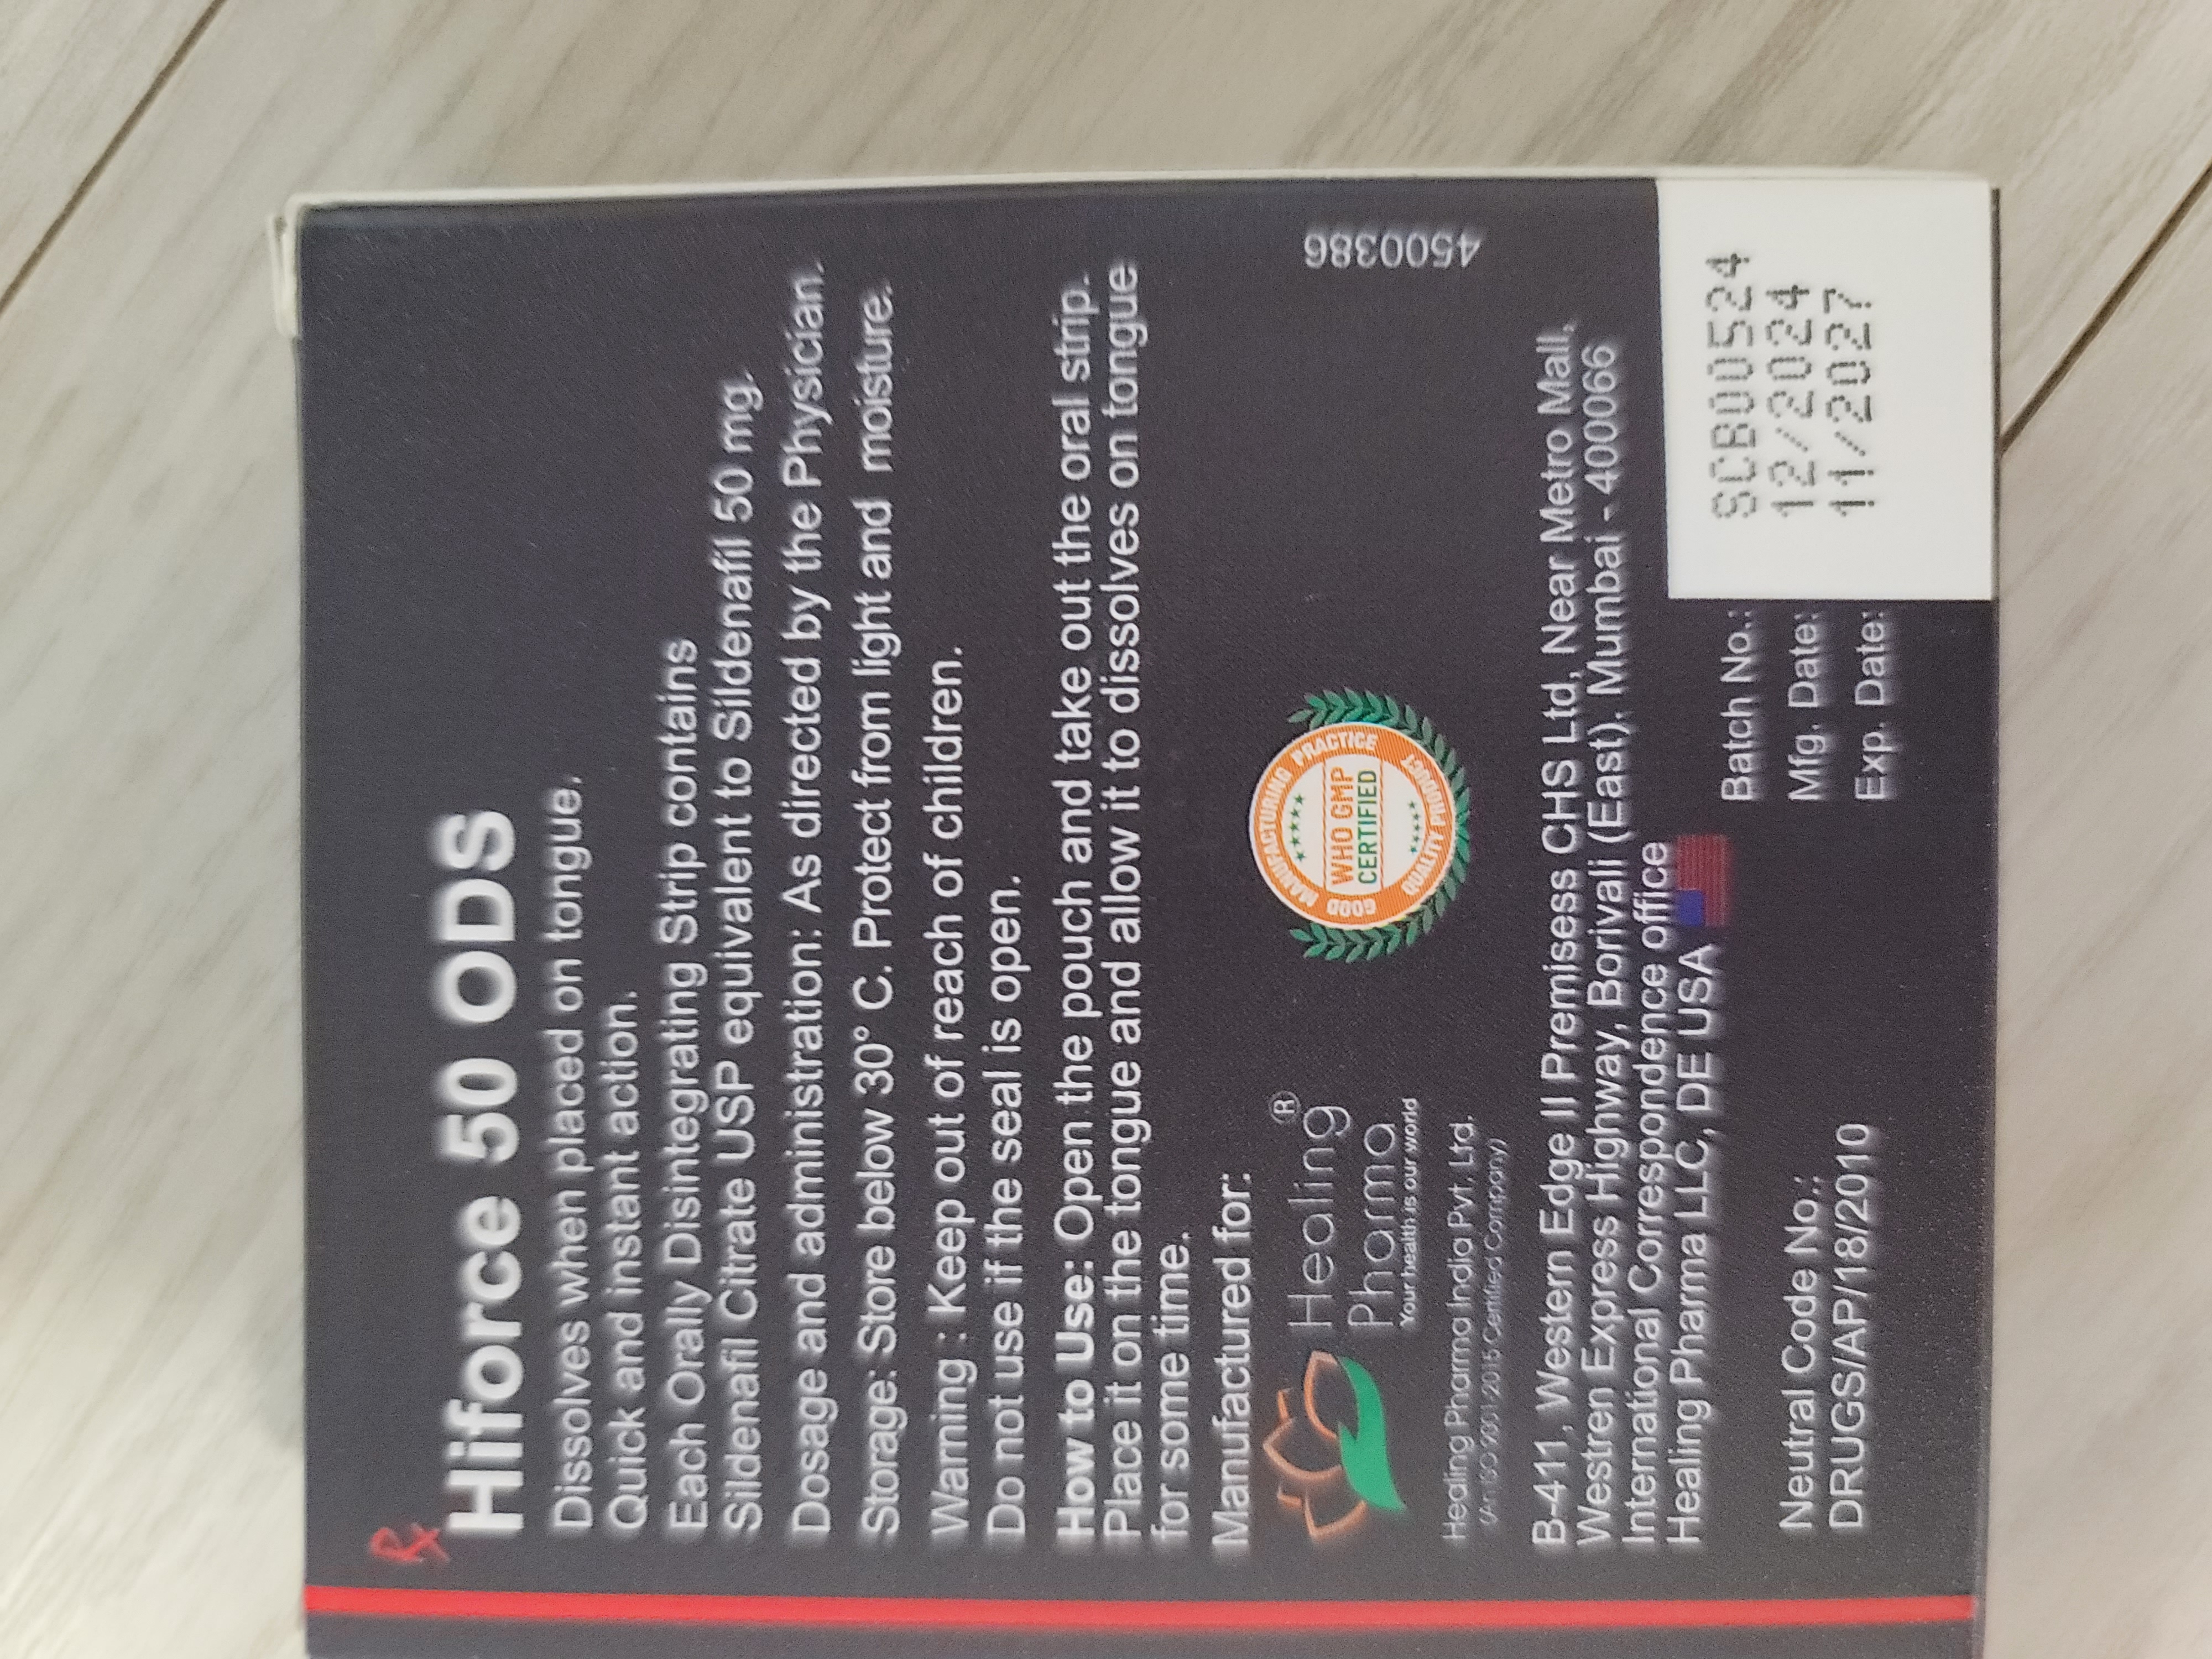 Rx
Hiforce 50 ODS
Dissolves when placed on tongue.
Quick and instant action.
Each Orally Disintegrating Strip contains
Sildenafil Citrate USP equivalent to Sildenafil 50 mg.
Dosage and administration: As directed by the Physician.
Storage: Store below 30° C. Protect from light and moisture.
Warning : Keep out of reach of children.
Do not use if the seal is open.
How to Use: Open the pouch and take out the oral strip.
Place it on the tongue and allow it to dissolves on tongue
for some time.
Manufactured for:
Healing®
Pharma
Your health is our world
Healing Pharma India Pvt. Ltd.
(An ISO 9001-2015 Certified Company)
GOOD MANUFACTURING PRACTICE
WHO GMP
CERTIFIED
QUALITY PRODUCT
4500386
B-411, Western Edge II Premisess CHS Ltd, Near Metro Mall,
Westren Express Highway, Borivali (East), Mumbai - 400066
International Correspondence office
Healing Pharma LLC, DE USA
Neutral Code No.:
DRUGS/AP/18/2010
Batch No.: SCB00524
Mfg. Date: 12/2024
Exp. Date: 11/2027